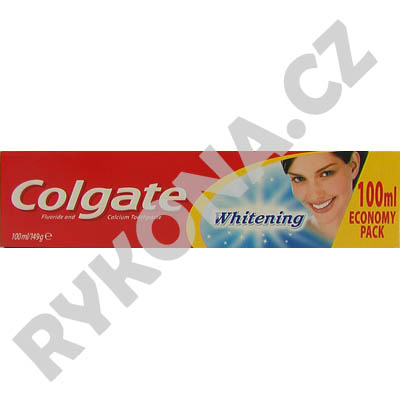 RYKONA.CZ
Colgate
Fluoride and Calcium Toothpaste
100ml/149g e
Whitening
100ml
ECONOMY
PACK